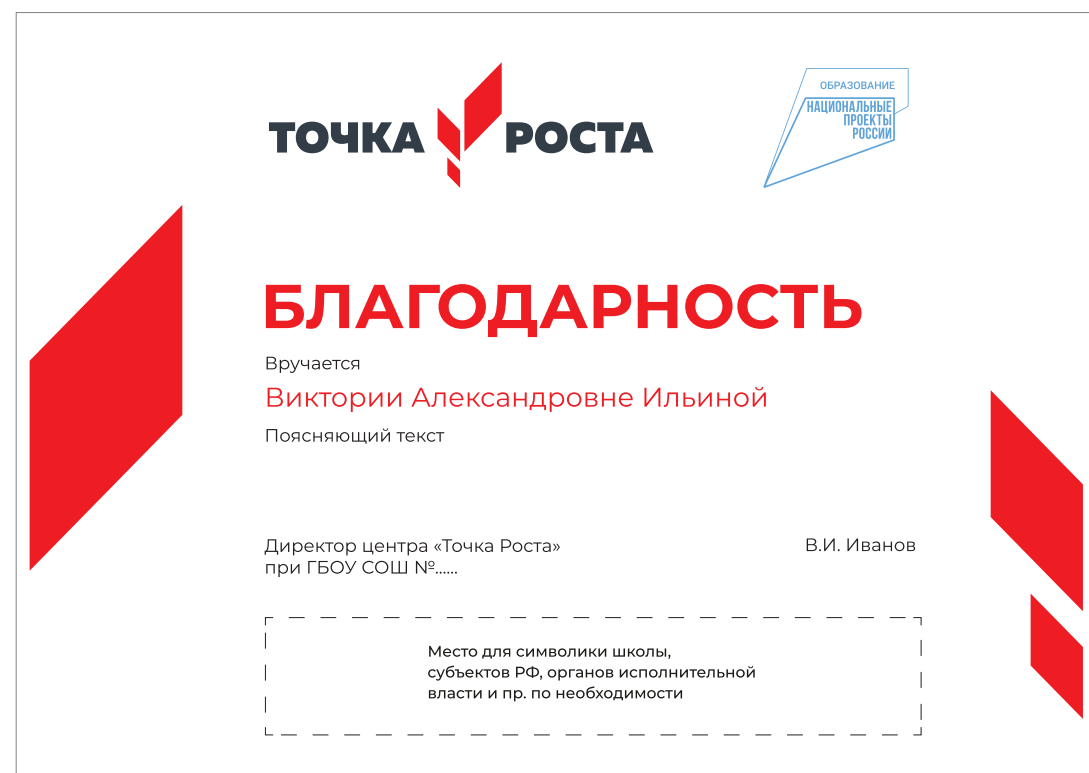 ТОЧКА РОСТА
ОБРАЗОВАНИЕ
НАЦИОНАЛЬНЫЕ
ПРОЕКТЫ
РОССИИ
БЛАГОДАРНОСТЬ
Вручается
Виктории Александровне Ильиной
Поясняющий текст
Директор центра «Точка Роста»
при ГБОУ СОШ №......
В.И. Иванов
Место для символики школы,
субъектов РФ, органов исполнительной
власти и пр. по необходимости